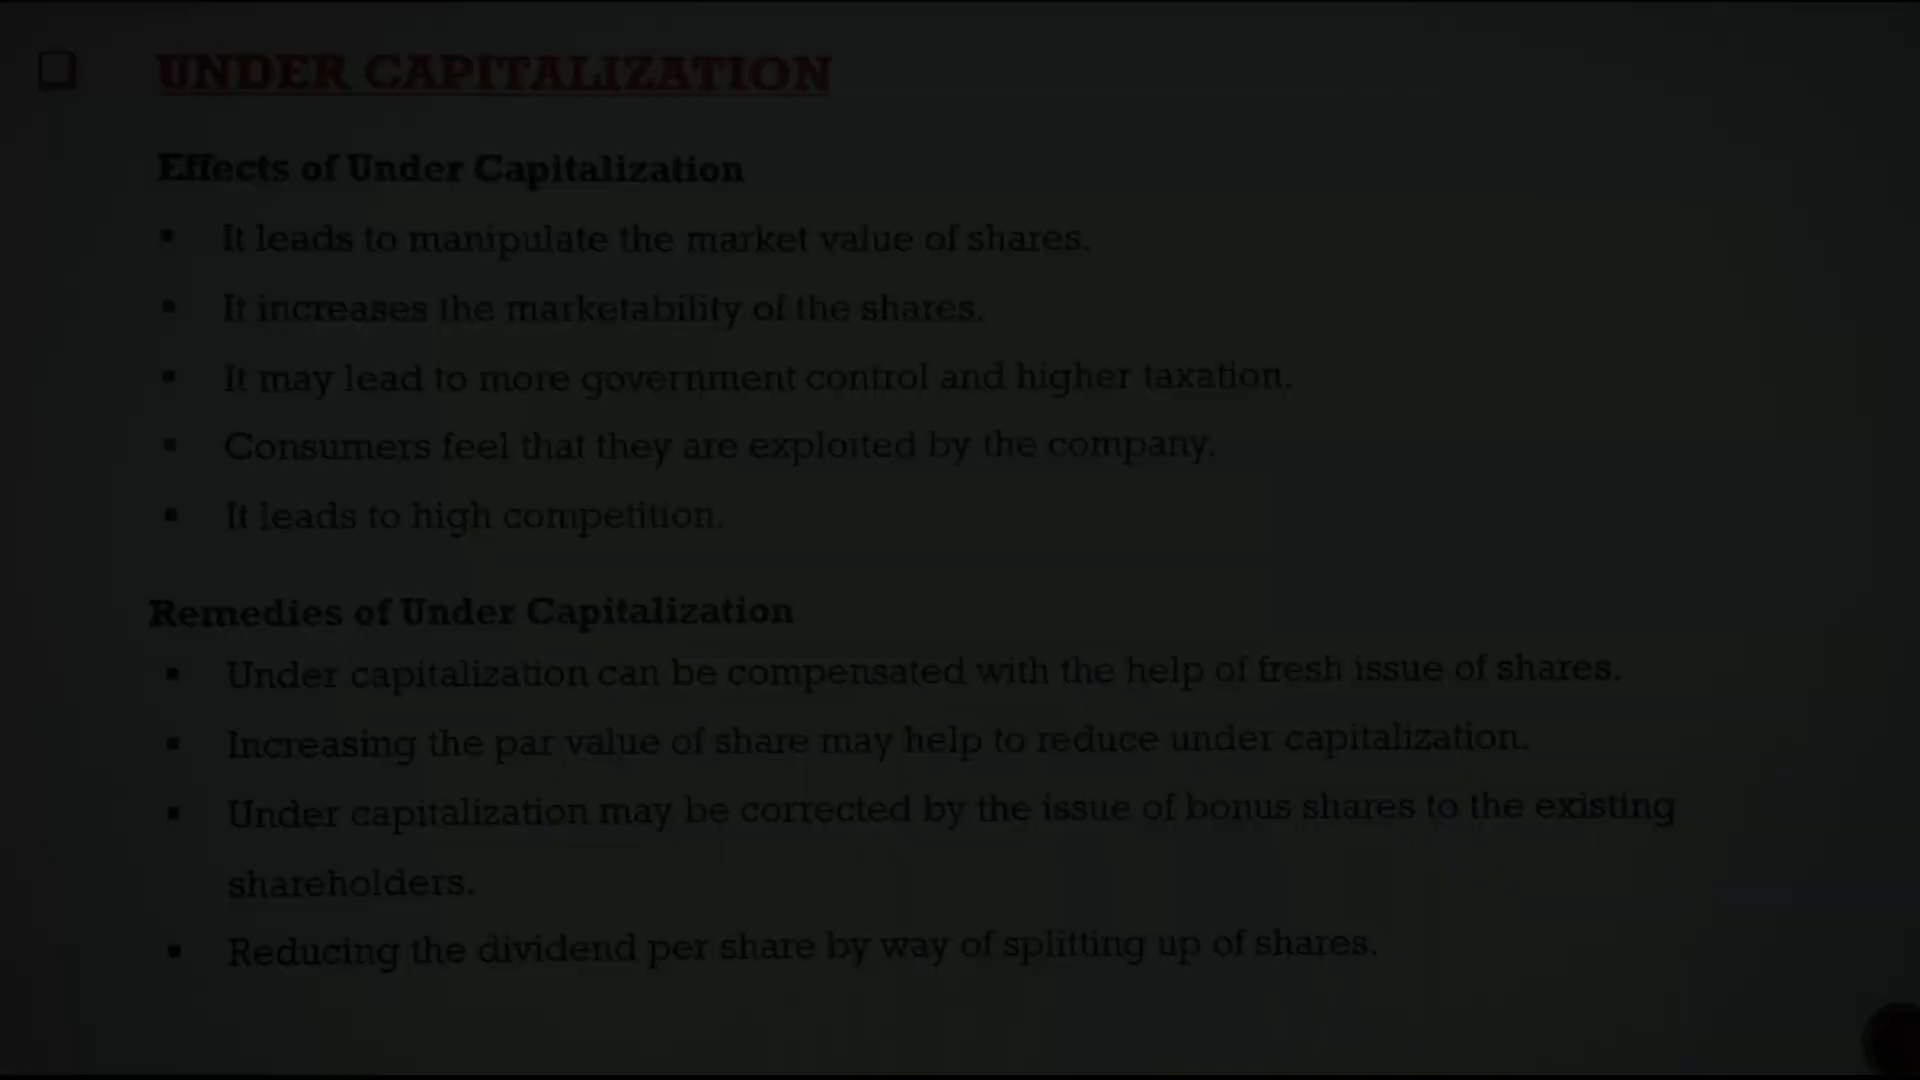 UNDER CAPITALIZATION
Effects of Under Capitalization
▪ It leads to manipulate the market value of shares.
▪ It increases the marketability of the shares.
▪ It may lead to more government control and higher taxation.
▪ Consumers feel that they are exploited by the company.
▪ It leads to high competition.
Remedies of Under Capitalization
▪ Under capitalization can be compensated with the help of fresh issue of shares.
▪ Increasing the par value of share may help to reduce under capitalization.
▪ Under capitalization may be corrected by the issue of bonus shares to the existing
shareholders.
▪ Reducing the dividend per share by way of splitting up of shares.